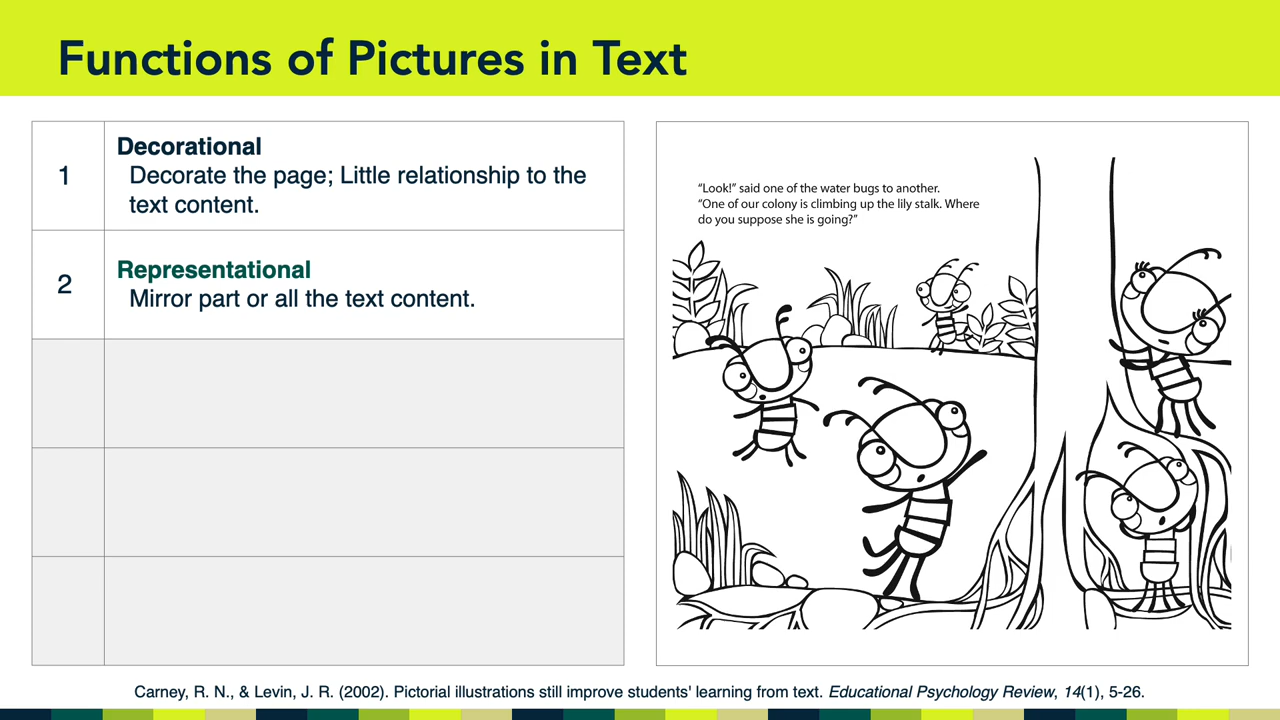 Functions of Pictures in Text
1
Decorational
Decorate the page; Little relationship to the
text content.
2
Representational
Mirror part or all the text content.
“Look!” said one of the water bugs to another.
“One of our colony is climbing up the lily stalk. Where
do you suppose she is going?”
Carney, R. N., & Levin, J. R. (2002). Pictorial illustrations still improve students' learning from text. Educational Psychology Review, 14(1), 5-26.